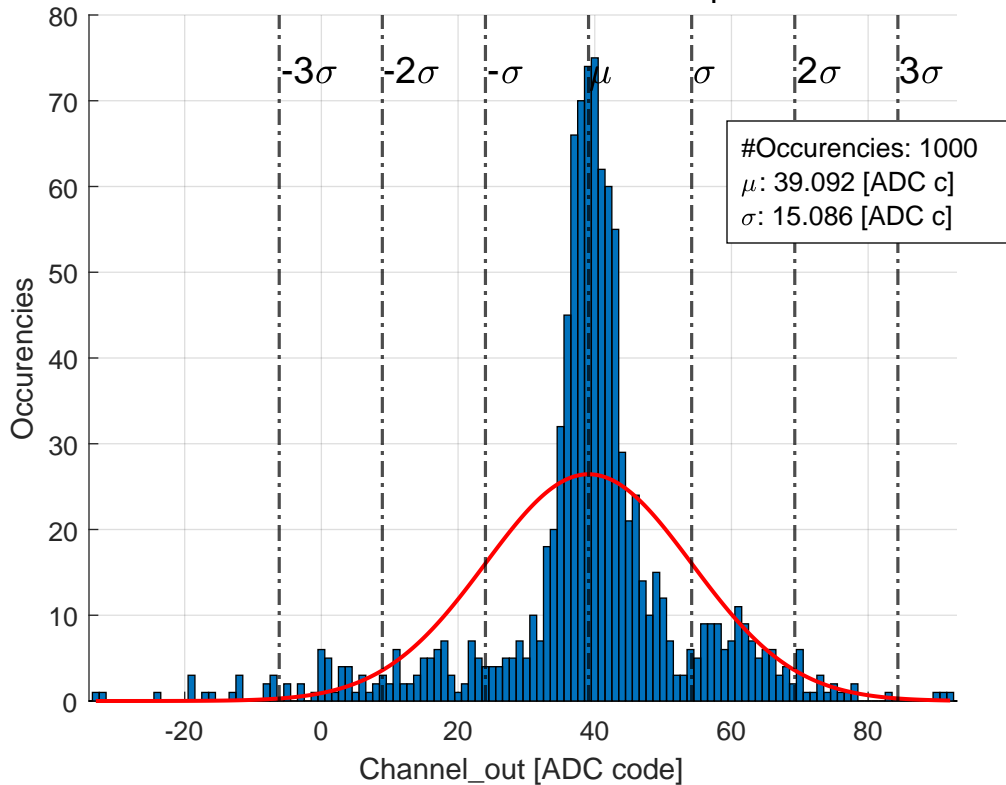 80
70
60
50
40
30
20
10
0
Occurencies
-3σ
-2σ
-σ
μ
σ
2σ
3σ
#Occurencies: 1000
μ: 39.092 [ADC c]
σ: 15.086 [ADC c]
-20
0
20
40
60
80
Channel_out [ADC code]